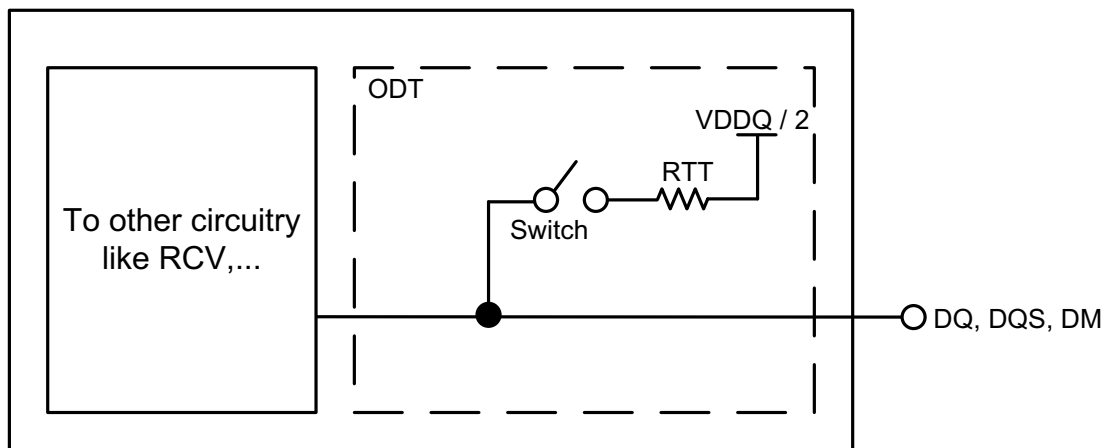 ODT
VDDQ / 2
RTT
Switch
To other circuitry
like RCV,...
DQ, DQS, DM